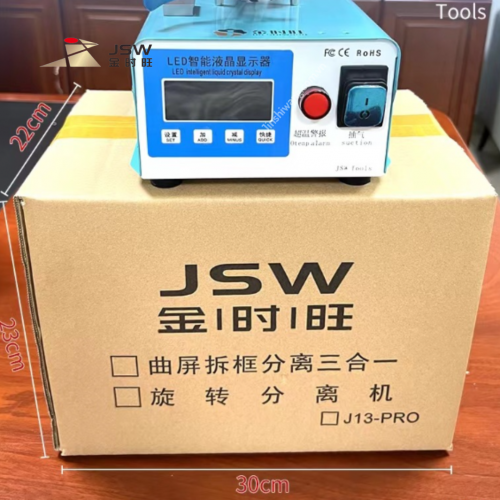 Tools
JSW
金时旺
FC CE RoHS
LED智能液晶显示器
LED intelligent liquid crystal display
设置
SET
加
ADD
减
MINUS
快捷
QUICK
超温警报
Otemp alarm
抽气
suction
JSW Tools
22cm
23cm
30cm
JSW
金时旺
曲屏拆框分离三合一
旋转分离机
J13-PRO